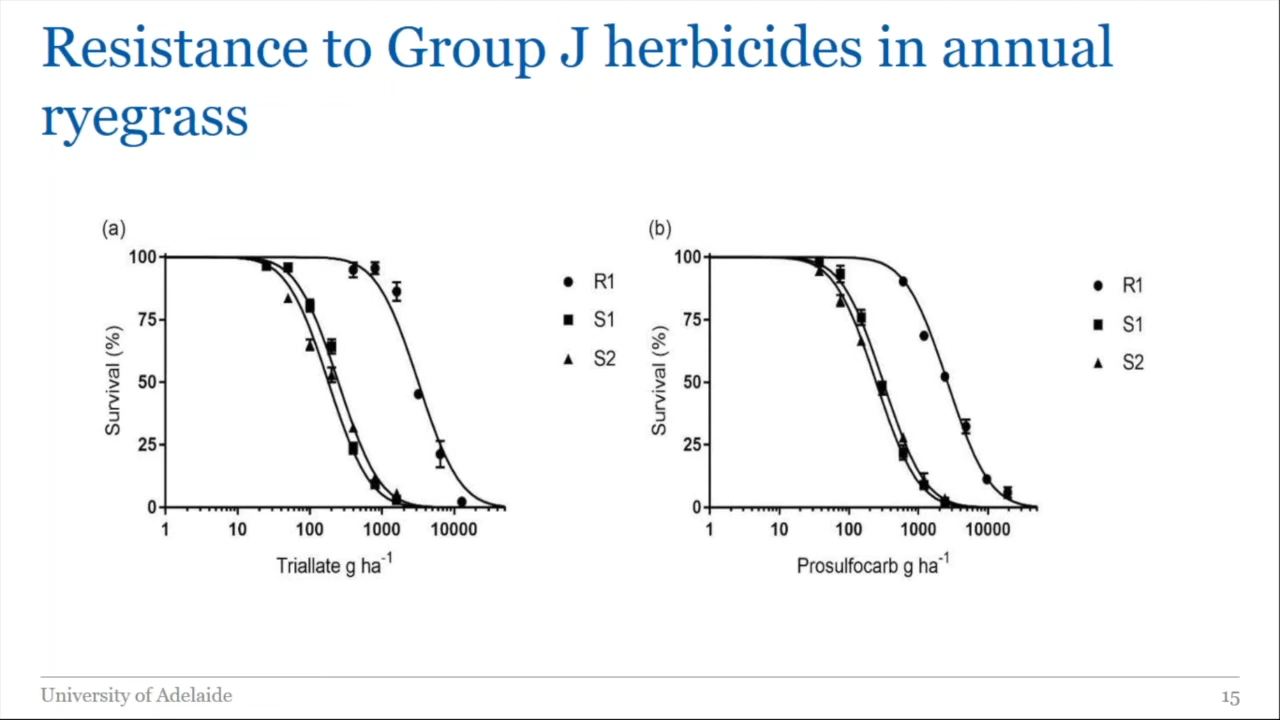 Resistance to Group J herbicides in annual
ryegrass
(a)
100
75
50
25
0
Survival (%)
1 10 100 1000 10000
Triallate g ha⁻¹
R1
S1
S2
(b)
100
75
50
25
0
Survival (%)
1 10 100 1000 10000
Prosulfocarb g ha⁻¹
R1
S1
S2
University of Adelaide
15